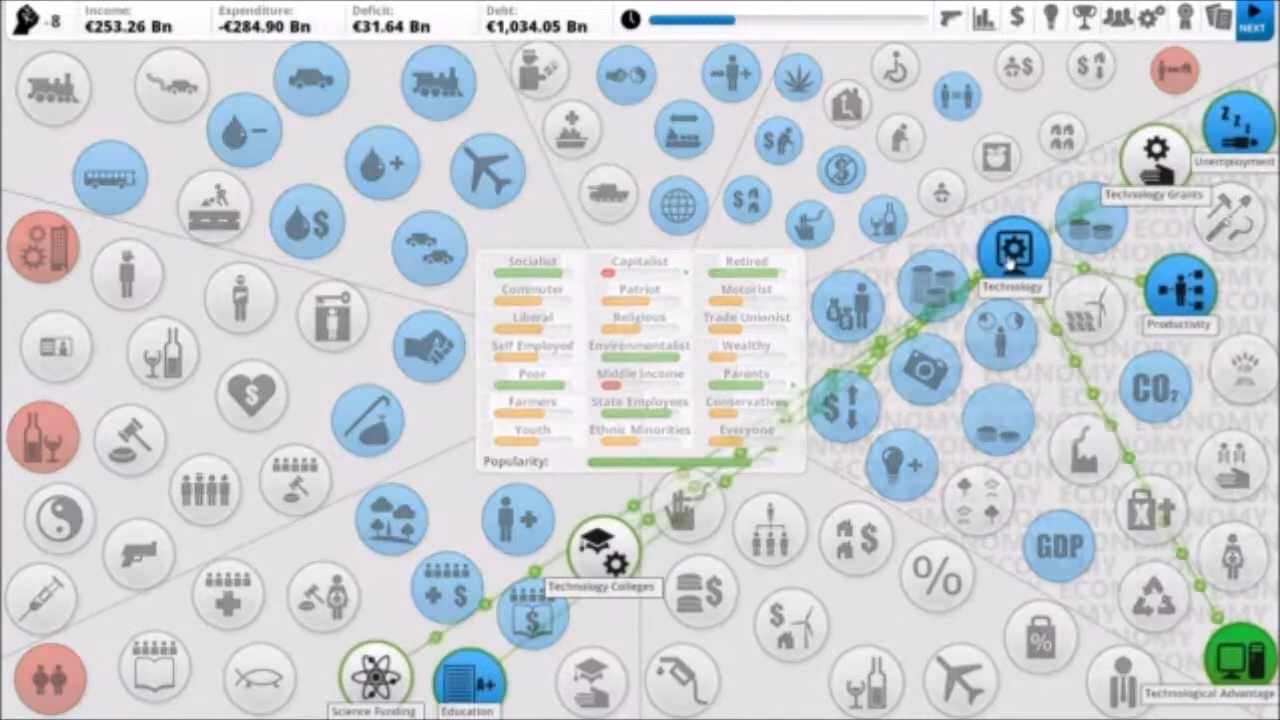 -8
Income:
€253.26 Bn
Expenditure:
-€284.90 Bn
Deficit:
€31.64 Bn
Debt:
€1,034.05 Bn
NEXT
Unemployment
Technology Grants
Technology
Productivity
Socialist Capitalist Retired
Commuter Patriot Motorist
Liberal Religious Trade Unionist
Self Employed Environmentalist Wealthy
Poor Middle Income Parents
Farmers State Employees Conservatives
Youth Ethnic Minorities Everyone
Popularity:
CO₂
GDP
Technology Colleges
Technological Advantage
Science Funding
Education
A+
ECONOMY